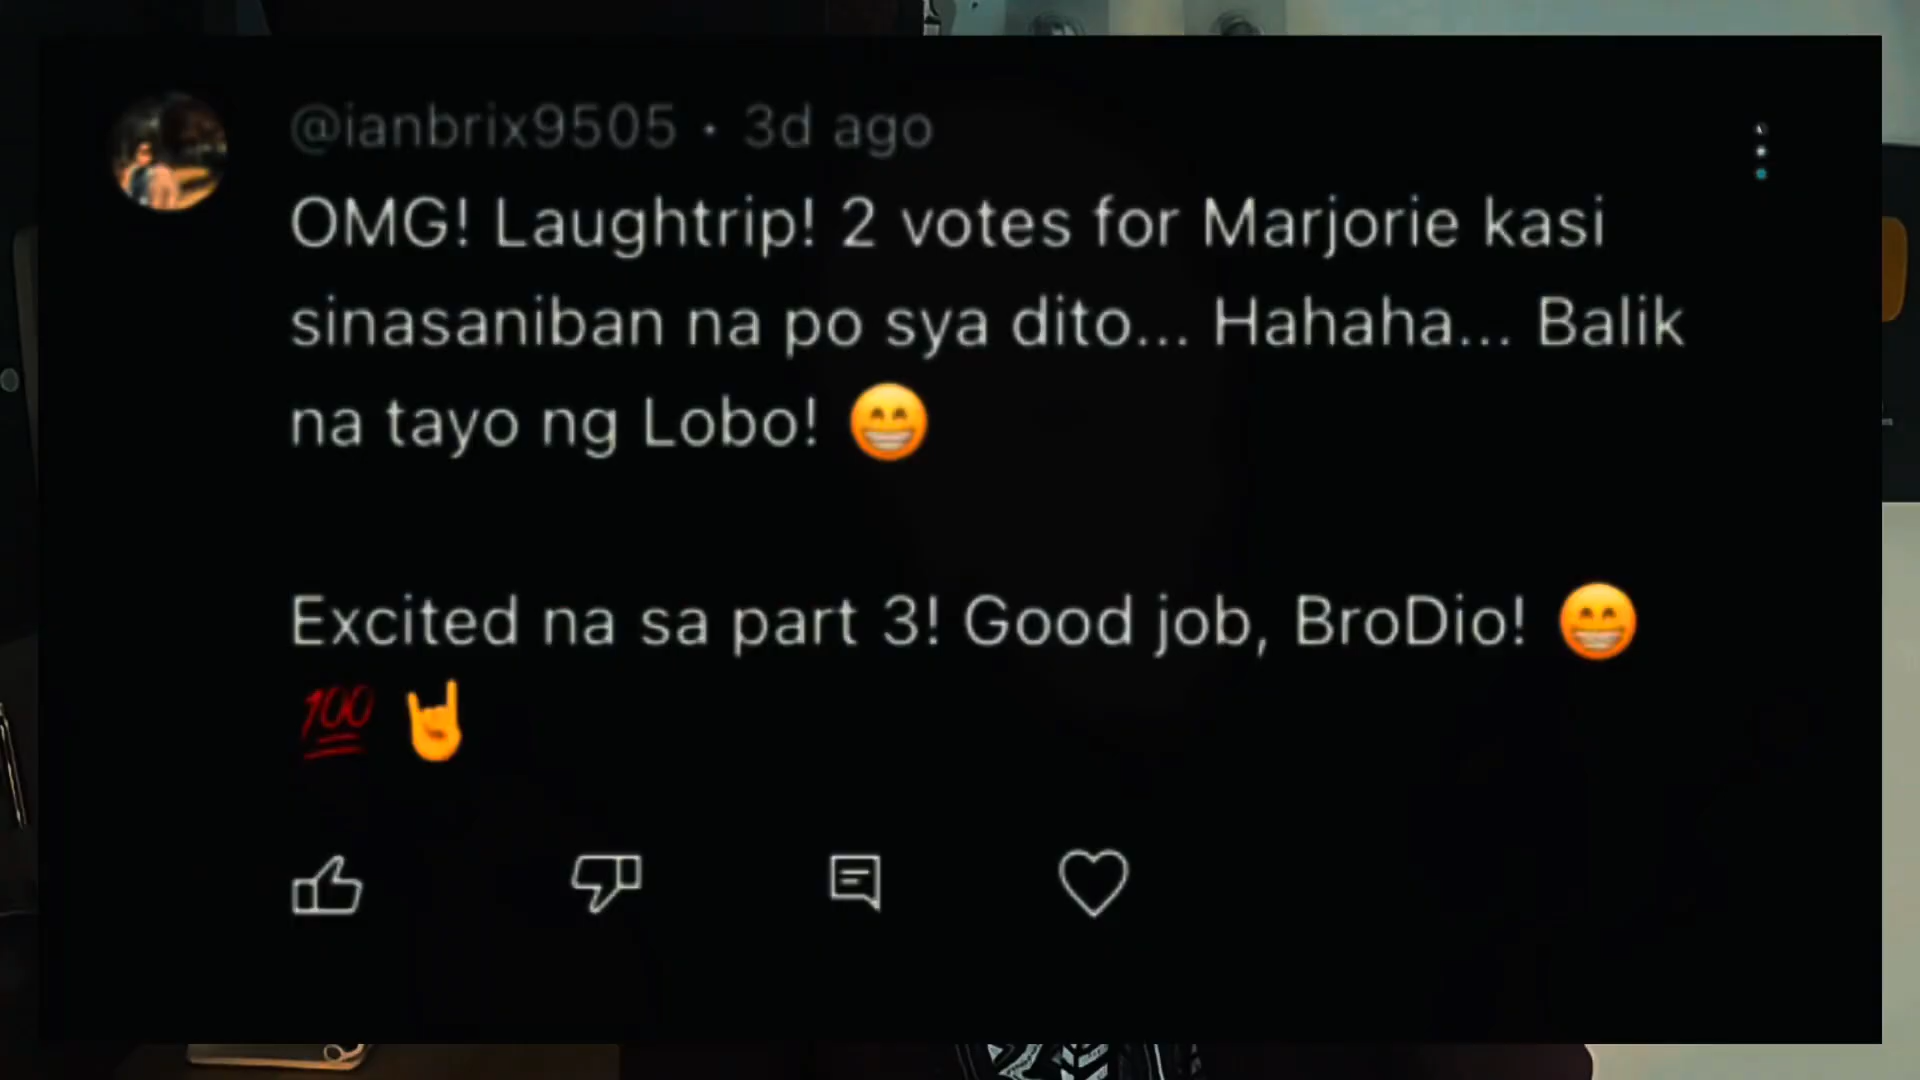 @ianbrix9505 • 3d ago
OMG! Laughtrip! 2 votes for Marjorie kasi
sinasaniban na po sya dito... Hahaha... Balik
na tayo ng Lobo! 😁
Excited na sa part 3! Good job, BroDio! 😁
💯 🤘